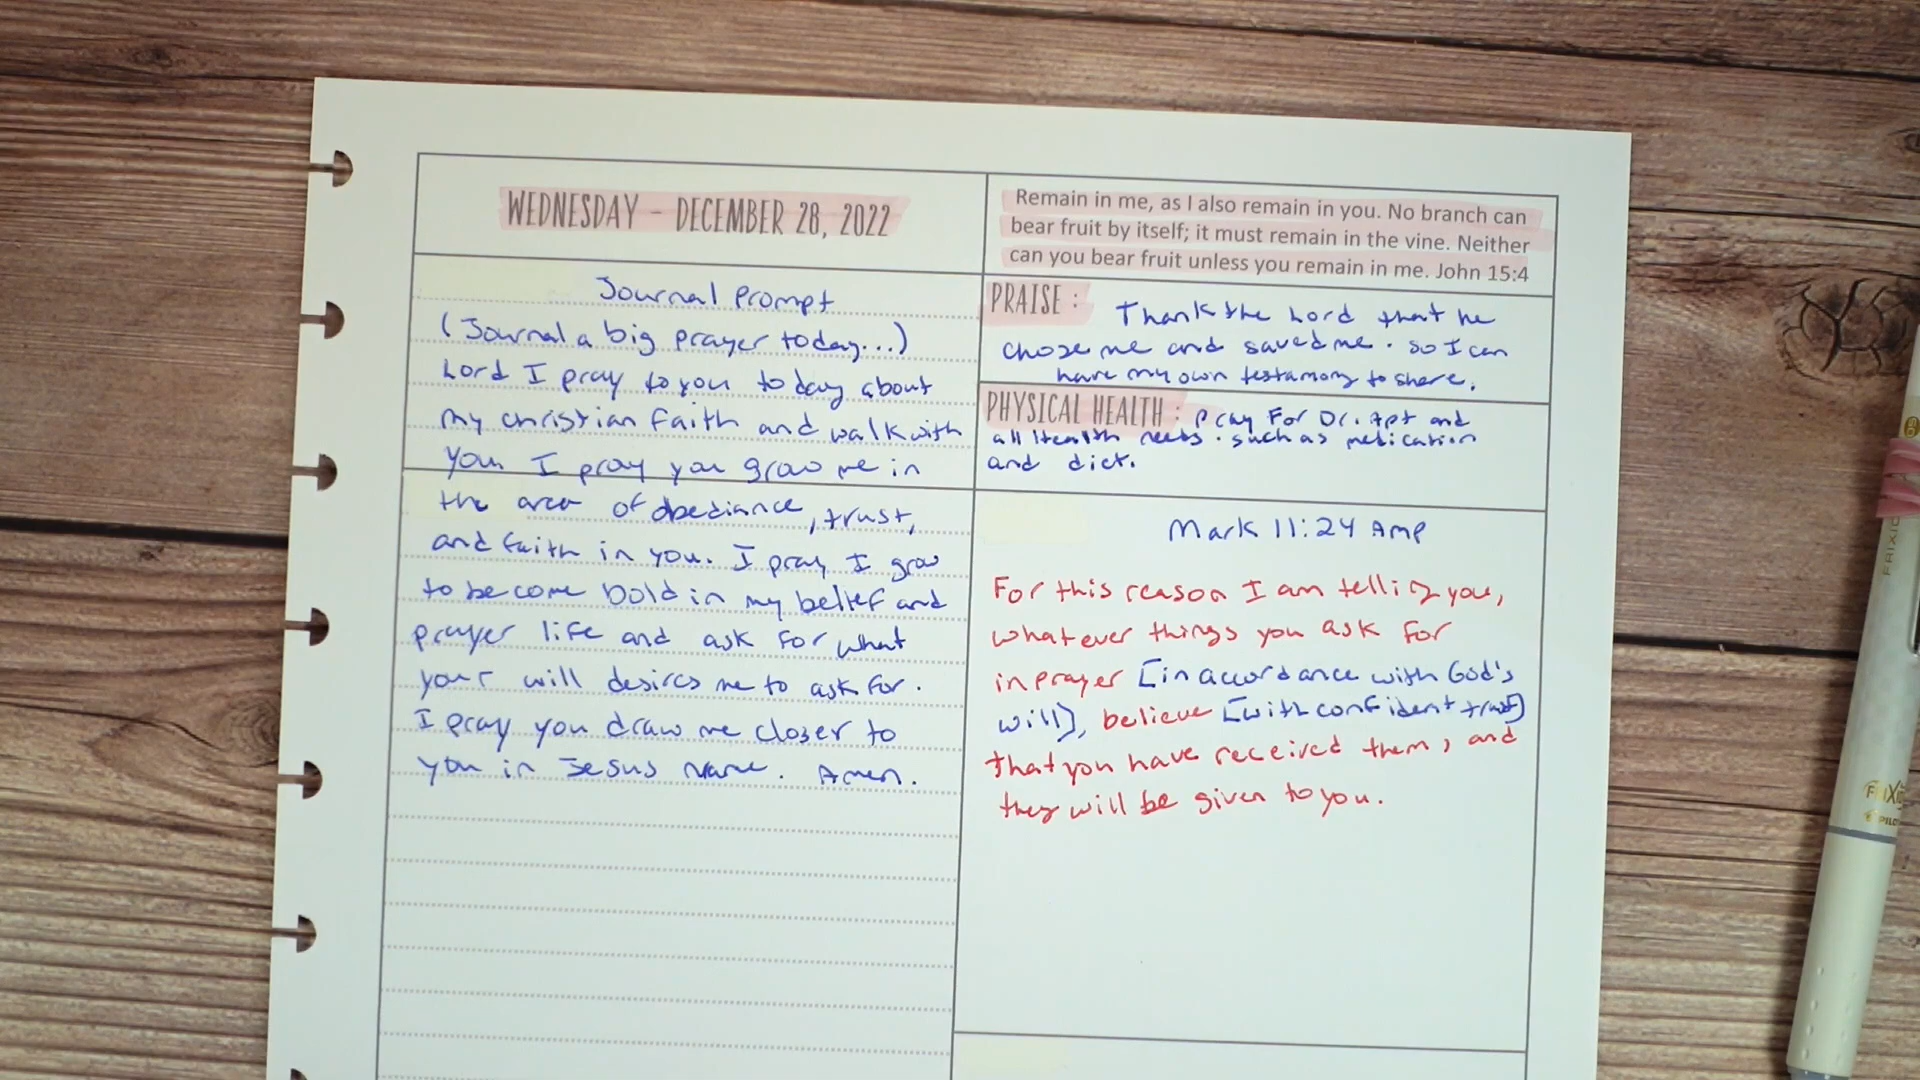 WEDNESDAY - DECEMBER 28, 2022
Journal Prompt
(Journal a big prayer today...)
Lord I pray to you today about
my christian faith and walk with
you. I pray you grow me in
the area of obediance, trust,
and faith in you. I pray I grow
to become bold in my belief and
prayer life and ask for what
your will desires me to ask for.
I pray you draw me closer to
you in Jesus Name. Amen.
Remain in me, as I also remain in you. No branch can
bear fruit by itself; it must remain in the vine. Neither
can you bear fruit unless you remain in me. John 15:4
PRAISE : Thank the Lord that he
chose me and saved me. so I can
have my own testamony to share.
PHYSICAL HEALTH : pray For Dr. Apt and
all Health needs. such as medication
and diet.
Mark 11:24 Amp
For this reason I am telling you,
whatever things you ask for
in prayer [in accordance with God's
will], believe [with confident trust]
that you have received them, and
they will be given to you.
FRIXION
PILOT